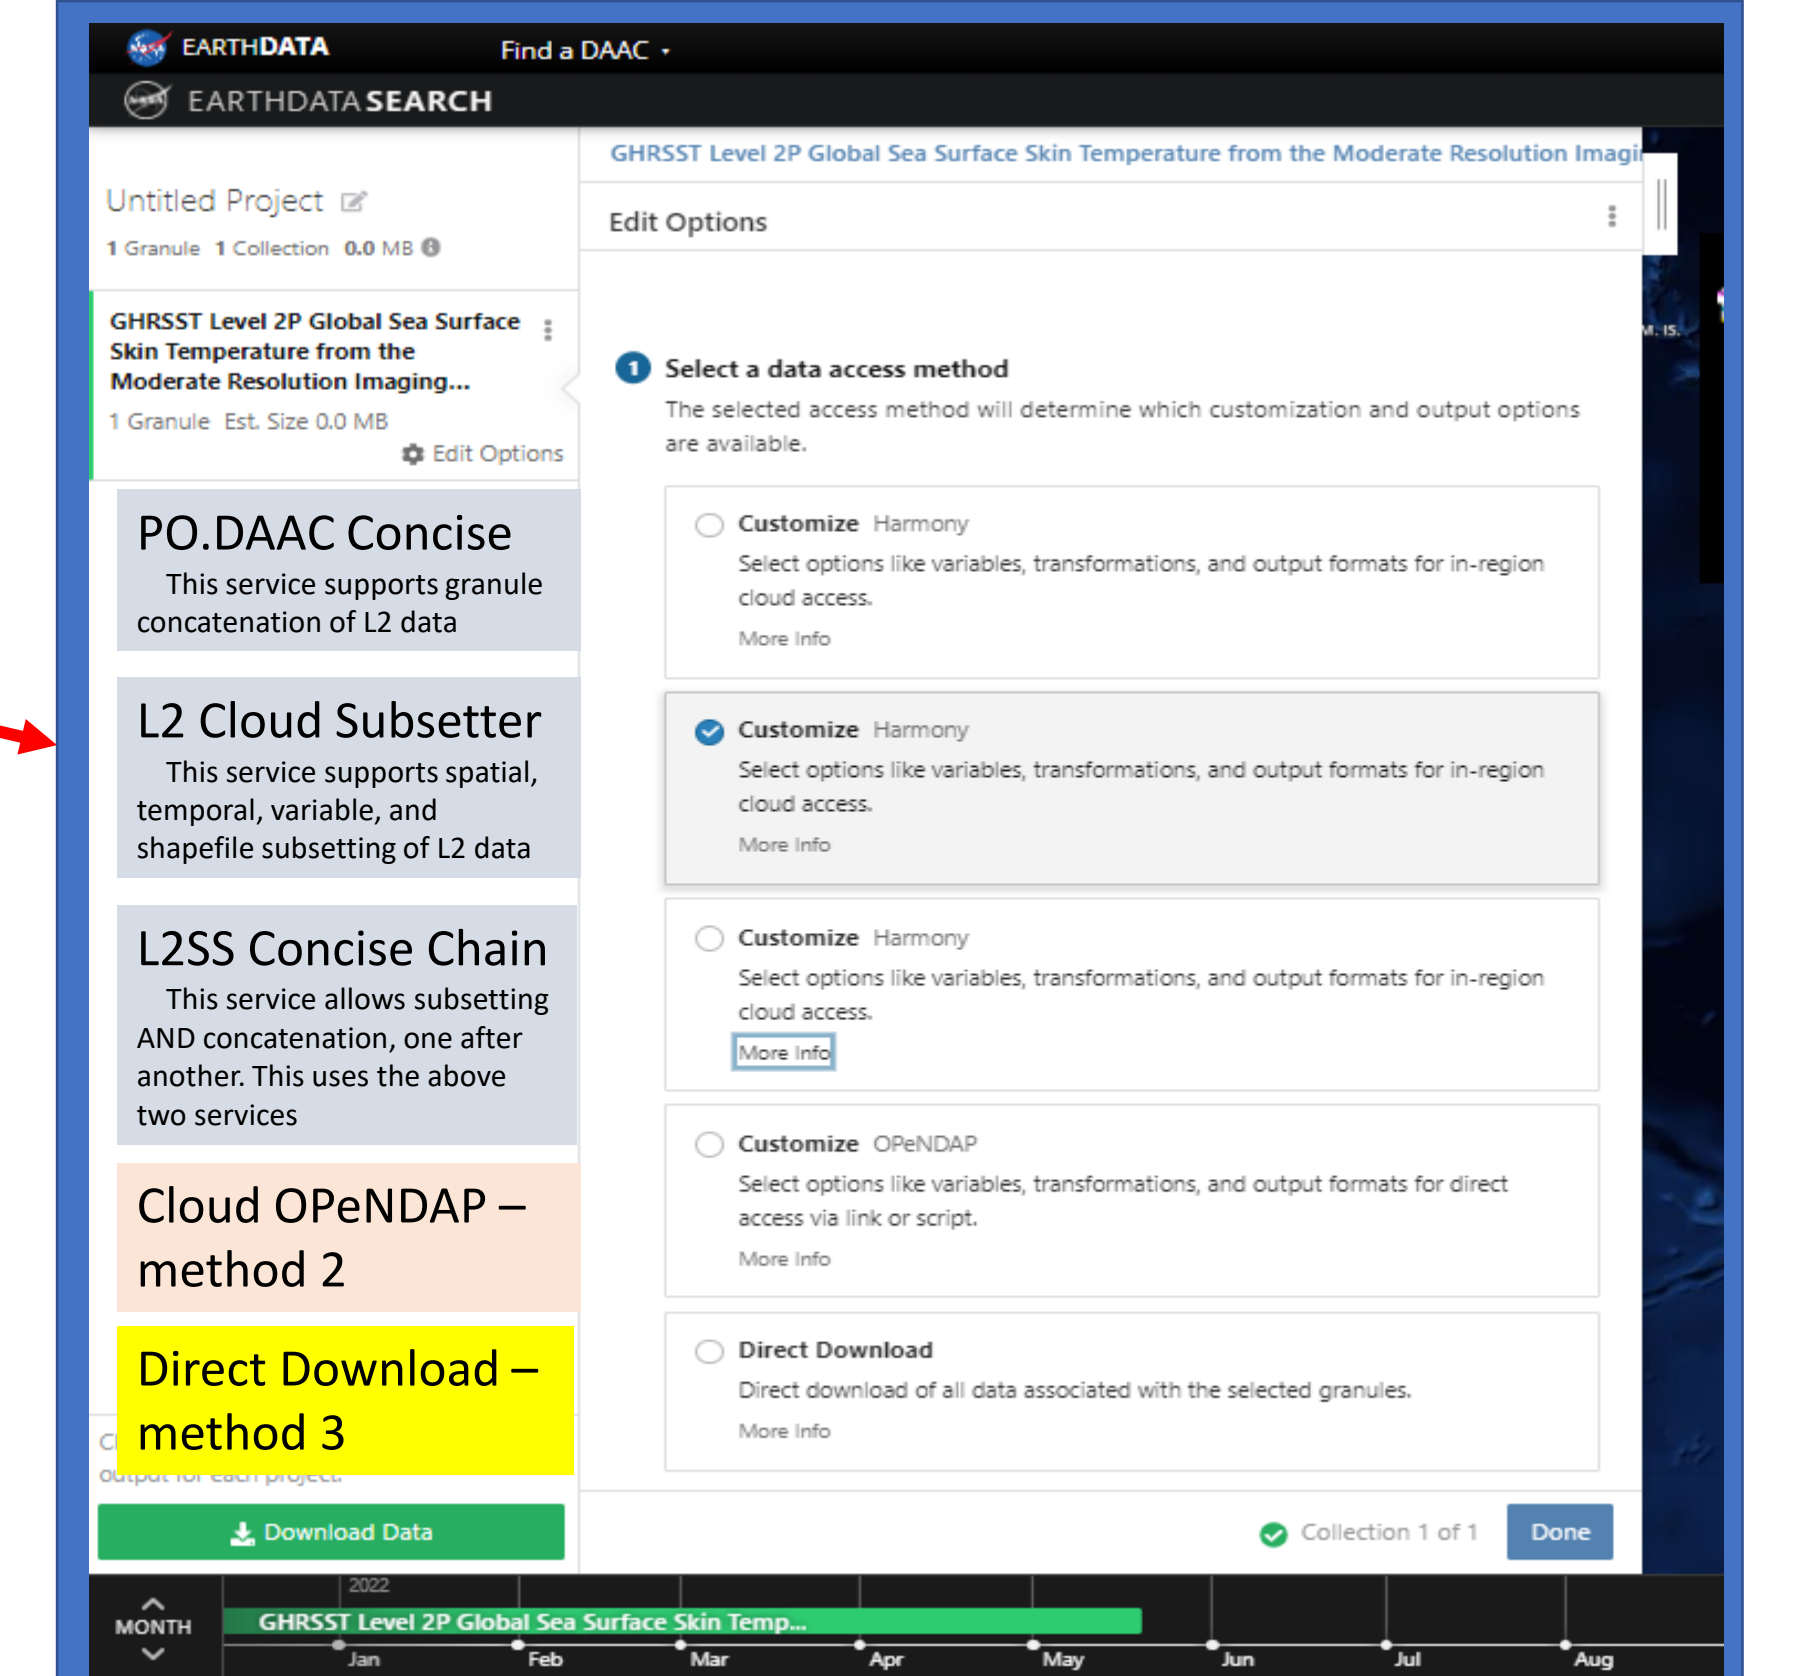 EARTHDATA
Find a DAAC
EARTHDATA SEARCH
GHRSST Level 2P Global Sea Surface Skin Temperature from the Moderate Resolution Imagi
Untitled Project
1 Granule 1 Collection 0.0 MB
Edit Options
GHRSST Level 2P Global Sea Surface
Skin Temperature from the
Moderate Resolution Imaging...
1 Granule Est. Size 0.0 MB
Edit Options
1 Select a data access method
The selected access method will determine which customization and output options
are available.
PO.DAAC Concise
This service supports granule
concatenation of L2 data
Customize Harmony
Select options like variables, transformations, and output formats for in-region
cloud access.
More Info
L2 Cloud Subsetter
This service supports spatial,
temporal, variable, and
shapefile subsetting of L2 data
Customize Harmony
Select options like variables, transformations, and output formats for in-region
cloud access.
More Info
L2SS Concise Chain
This service allows subsetting
AND concatenation, one after
another. This uses the above
two services
Customize Harmony
Select options like variables, transformations, and output formats for in-region
cloud access.
More Info
Cloud OPeNDAP –
method 2
Customize OPeNDAP
Select options like variables, transformations, and output formats for direct
access via link or script.
More Info
Direct Download –
method 3
Direct Download
Direct download of all data associated with the selected granules.
More Info
output for each project.
Download Data
Collection 1 of 1
Done
M. IS.
2022
MONTH
GHRSST Level 2P Global Sea Surface Skin Temp...
Jan Feb Mar Apr May Jun Jul Aug